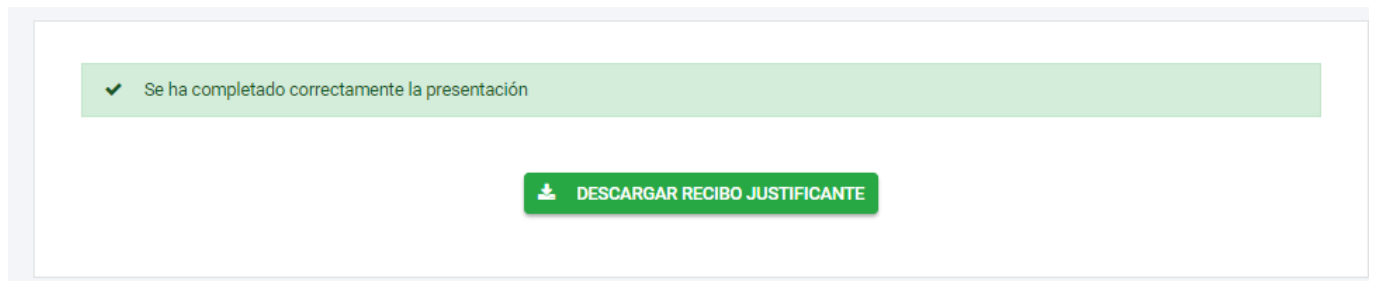 Se ha completado correctamente la presentación
DESCARGAR RECIBO JUSTIFICANTE